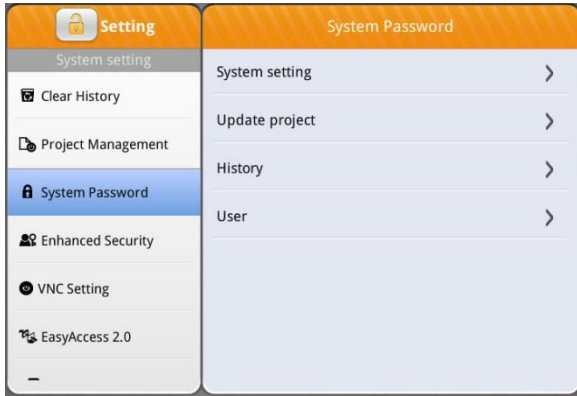 Setting
System setting
Clear History
Project Management
System Password
Enhanced Security
VNC Setting
EasyAccess 2.0
System Password
System setting
Update project
History
User